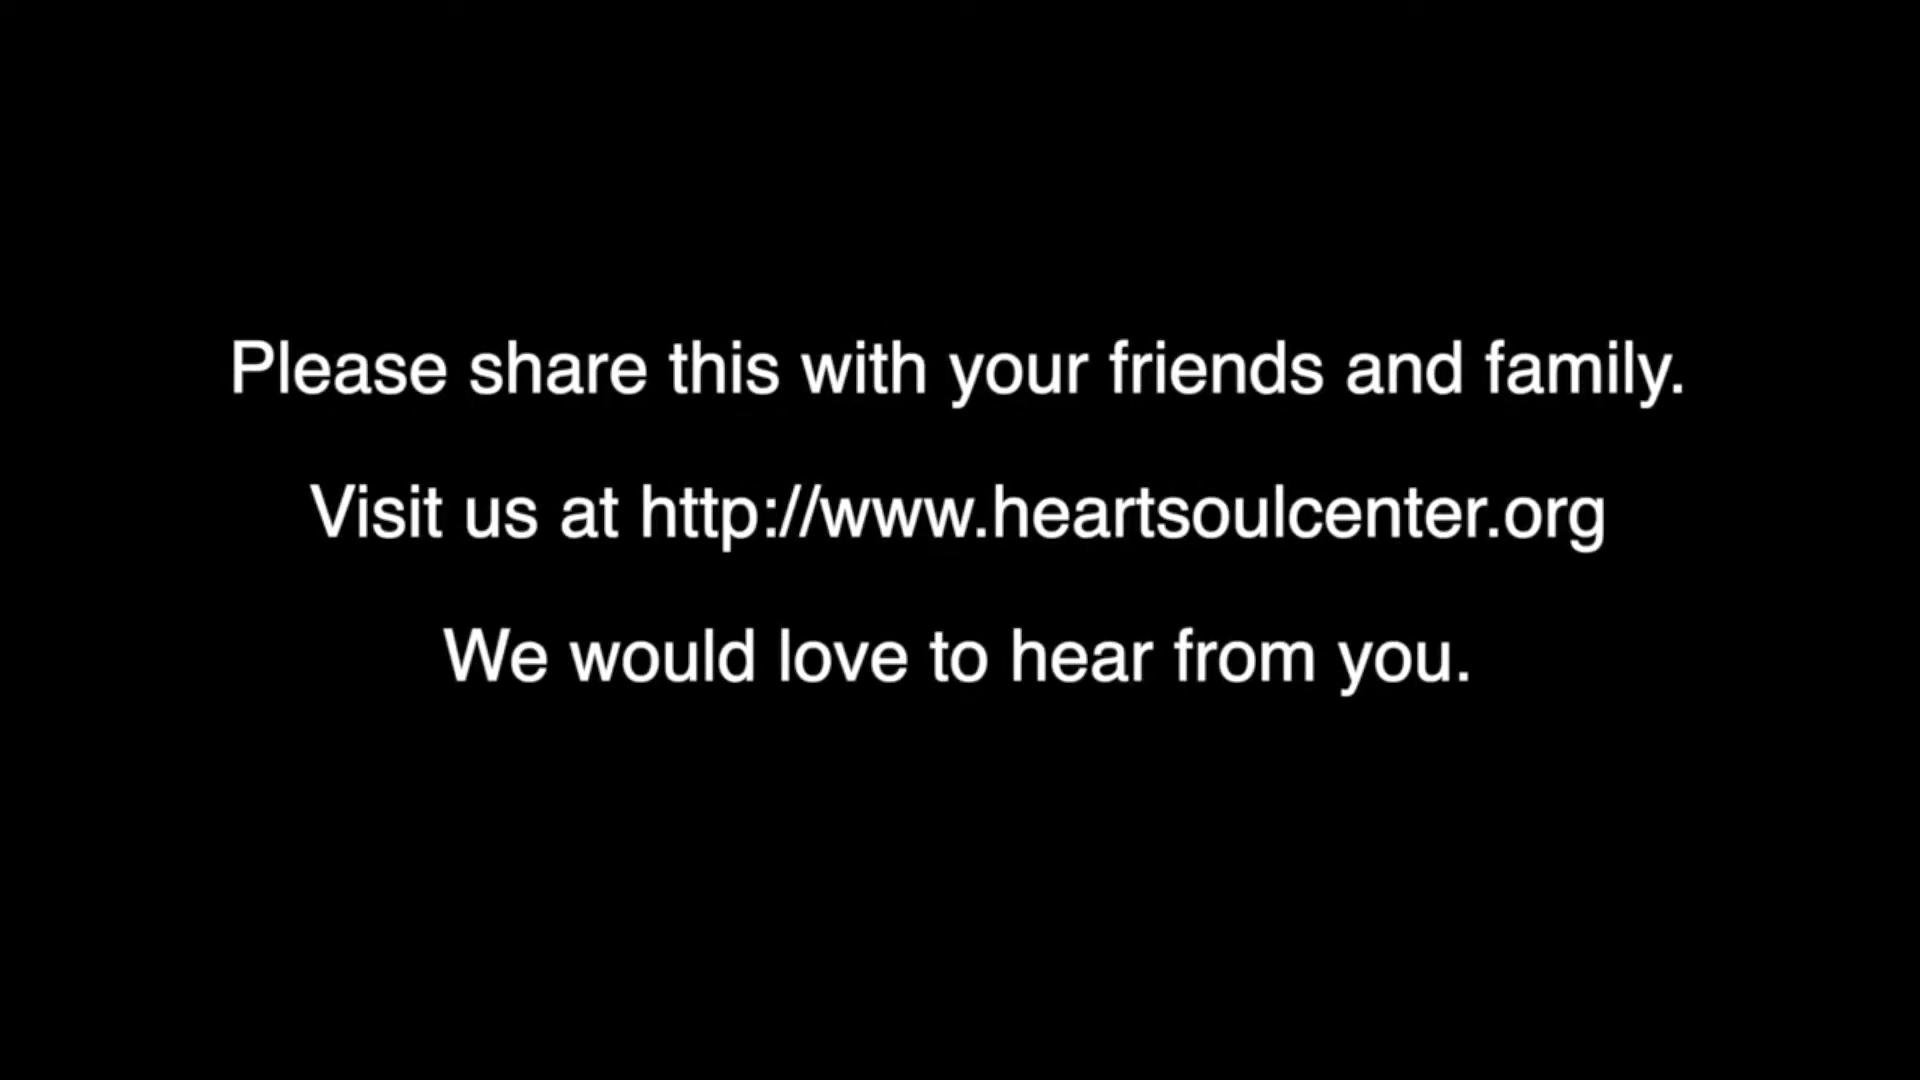 Please share this with your friends and family.
Visit us at http://www.heartsoulcenter.org
We would love to hear from you.